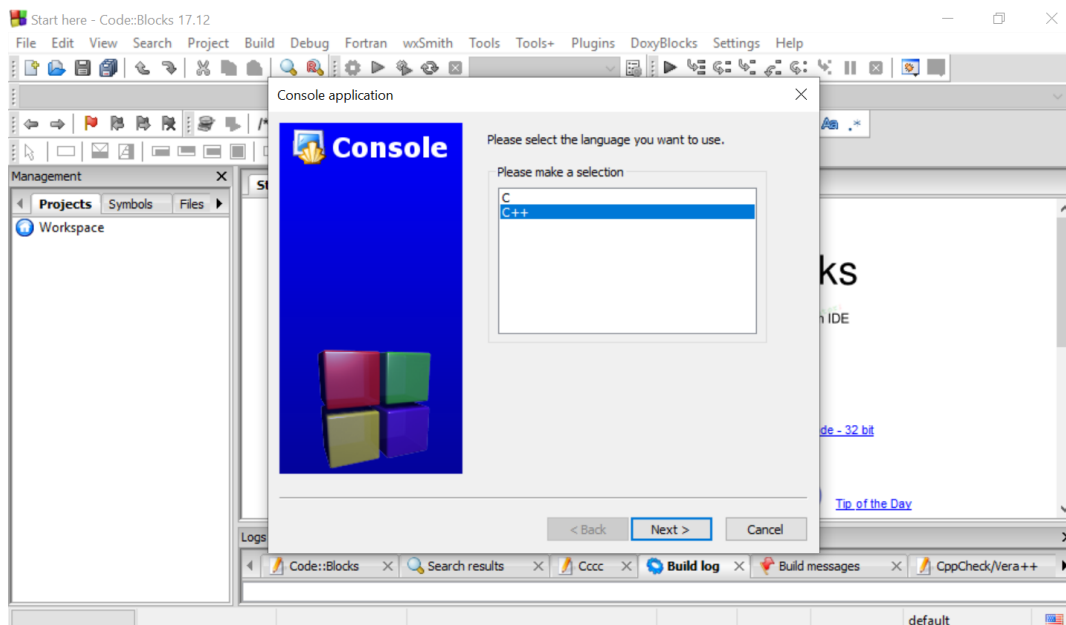 Start here - Code::Blocks 17.12
File Edit View Search Project Build Debug Fortran wxSmith Tools Tools+ Plugins DoxyBlocks Settings Help
Console application
Console
Please select the language you want to use.
Please make a selection
C
C++
Management
Projects Symbols Files
Workspace
ks
IDE
de - 32 bit
Tip of the Day
< Back Next > Cancel
Logs
Code::Blocks Search results Cccc Build log Build messages CppCheck/Vera++
default